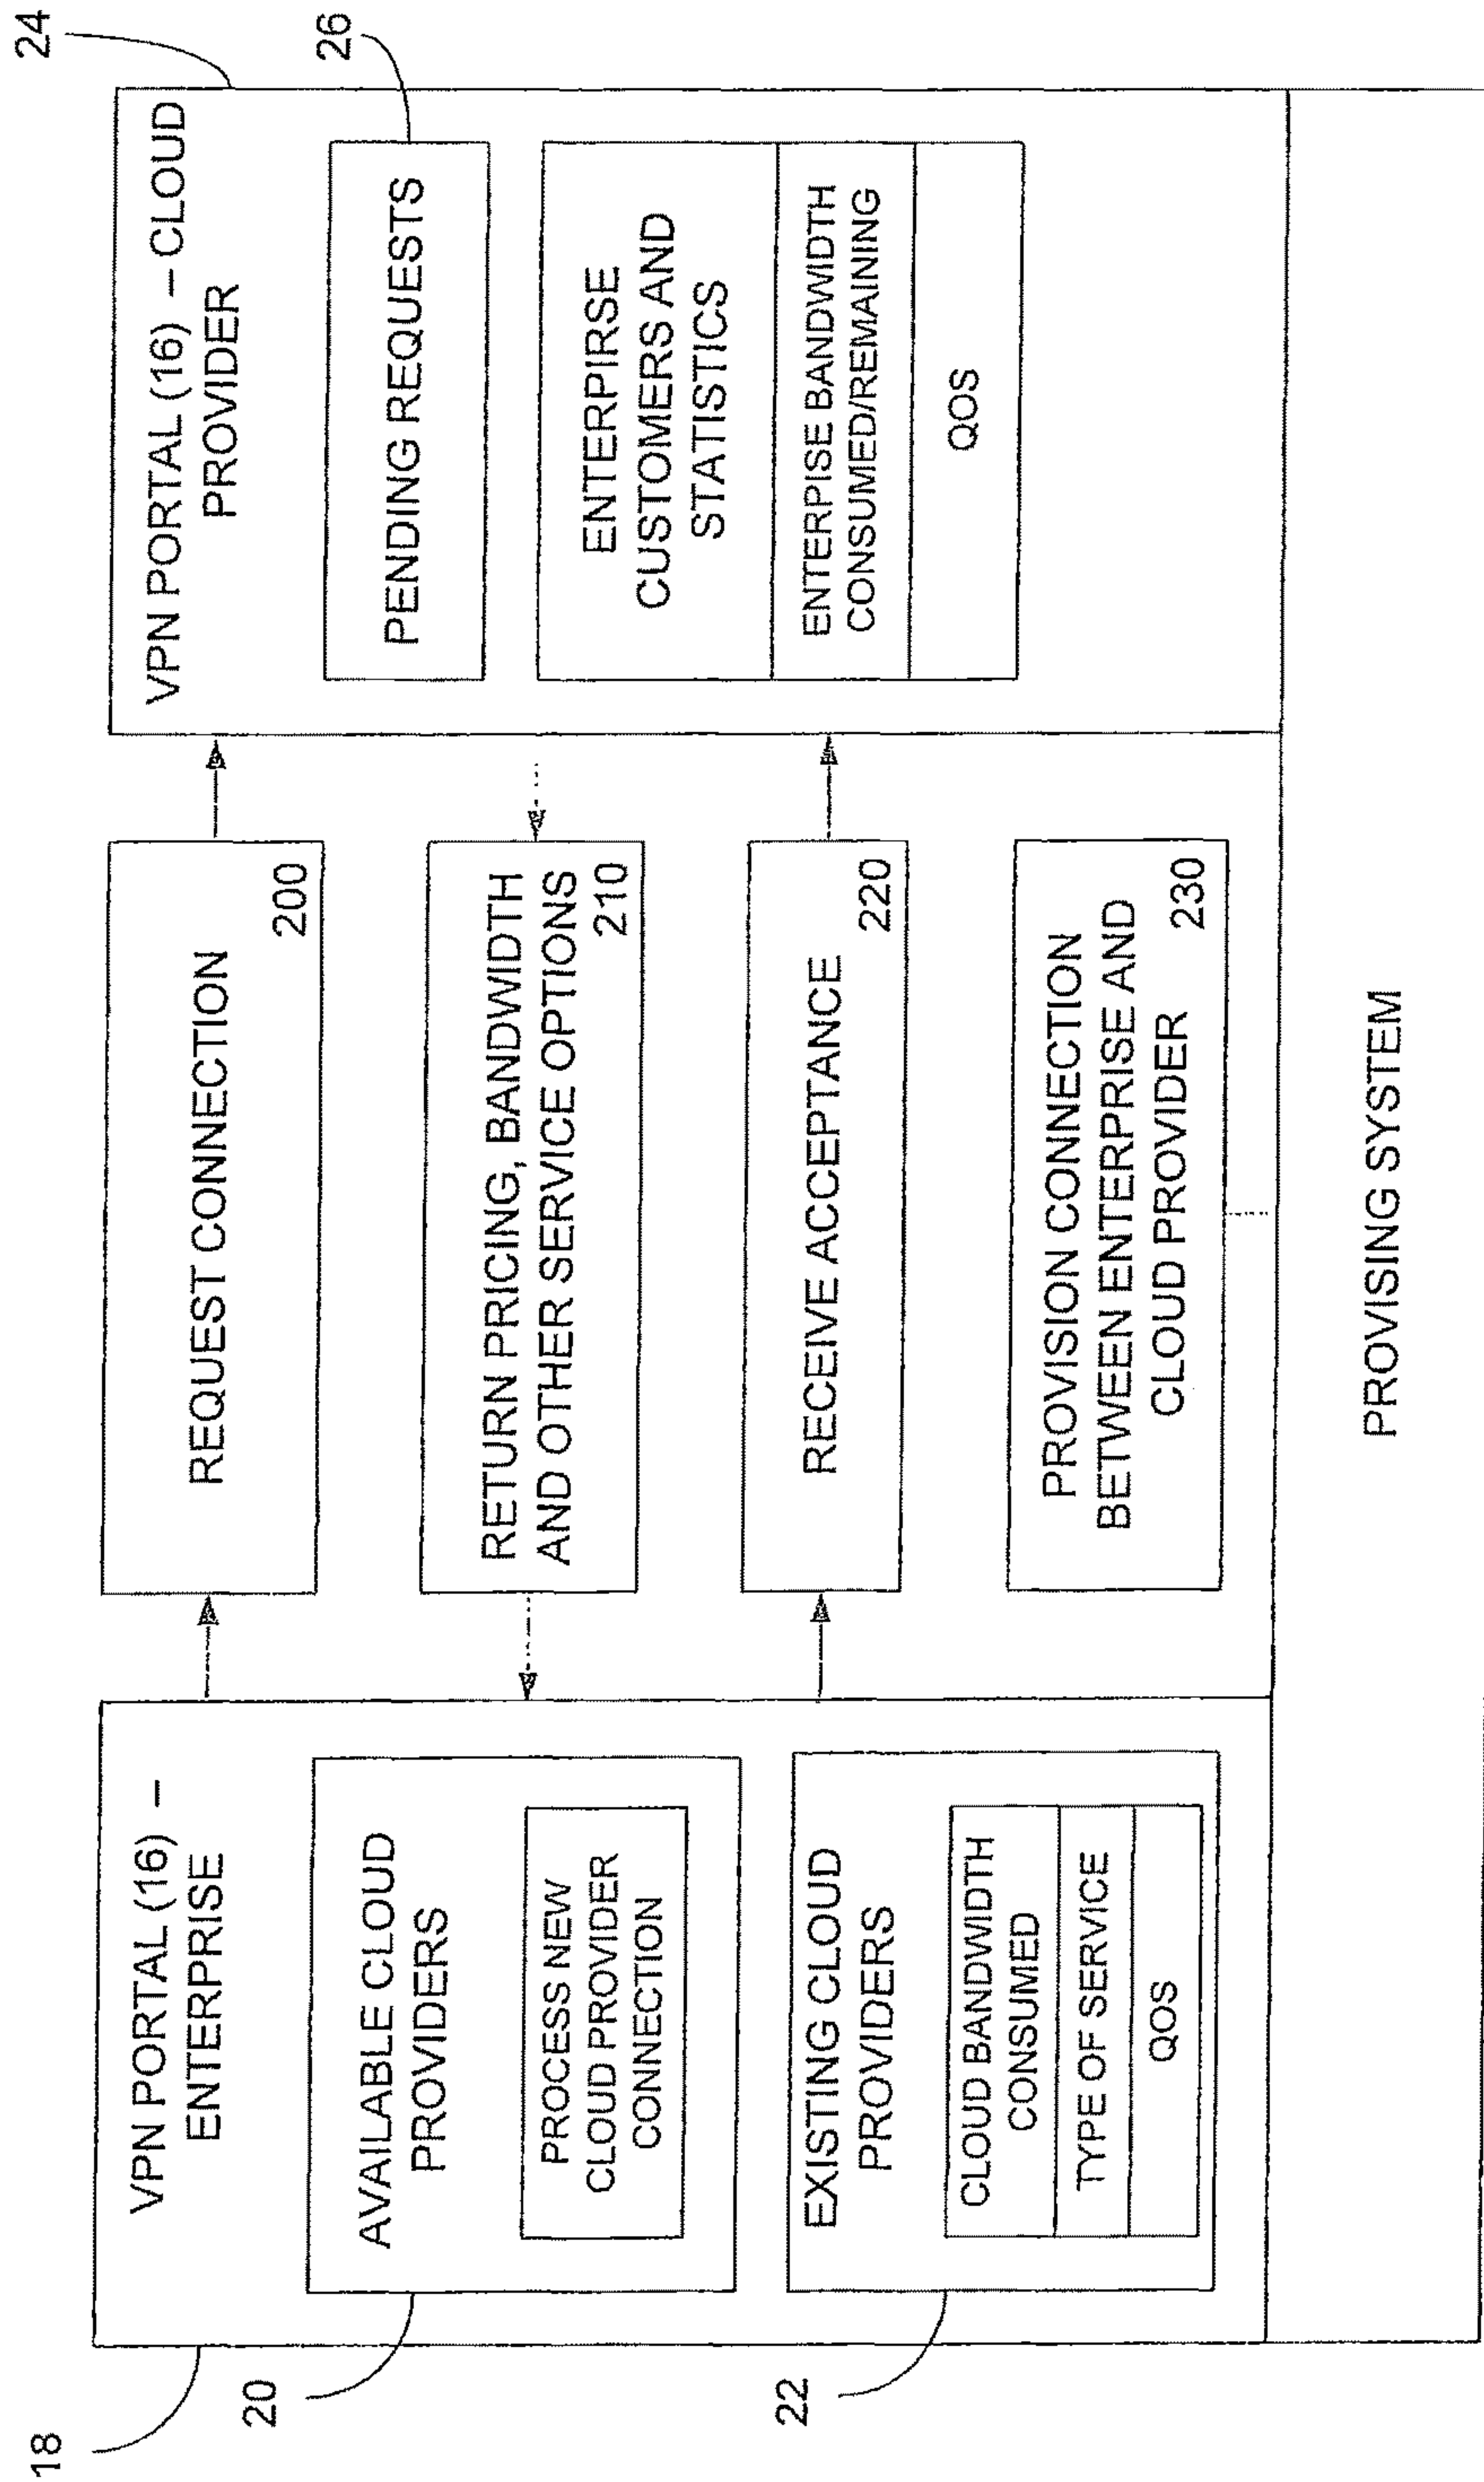 18
VPN PORTAL (16) –
ENTERPRISE
20
AVAILABLE CLOUD
PROVIDERS
PROCESS NEW
CLOUD PROVIDER
CONNECTION
22
EXISTING CLOUD
PROVIDERS
CLOUD BANDWIDTH
CONSUMED
TYPE OF SERVICE
QOS
REQUEST CONNECTION
200
RETURN PRICING, BANDWIDTH
AND OTHER SERVICE OPTIONS
210
RECEIVE ACCEPTANCE
220
PROVISION CONNECTION
BETWEEN ENTERPRISE AND
CLOUD PROVIDER
230
24
VPN PORTAL (16) – CLOUD
PROVIDER
26
PENDING REQUESTS
ENTERPIRSE
CUSTOMERS AND
STATISTICS
ENTERPISE BANDWIDTH
CONSUMED/REMAINING
QOS
PROVISING SYSTEM